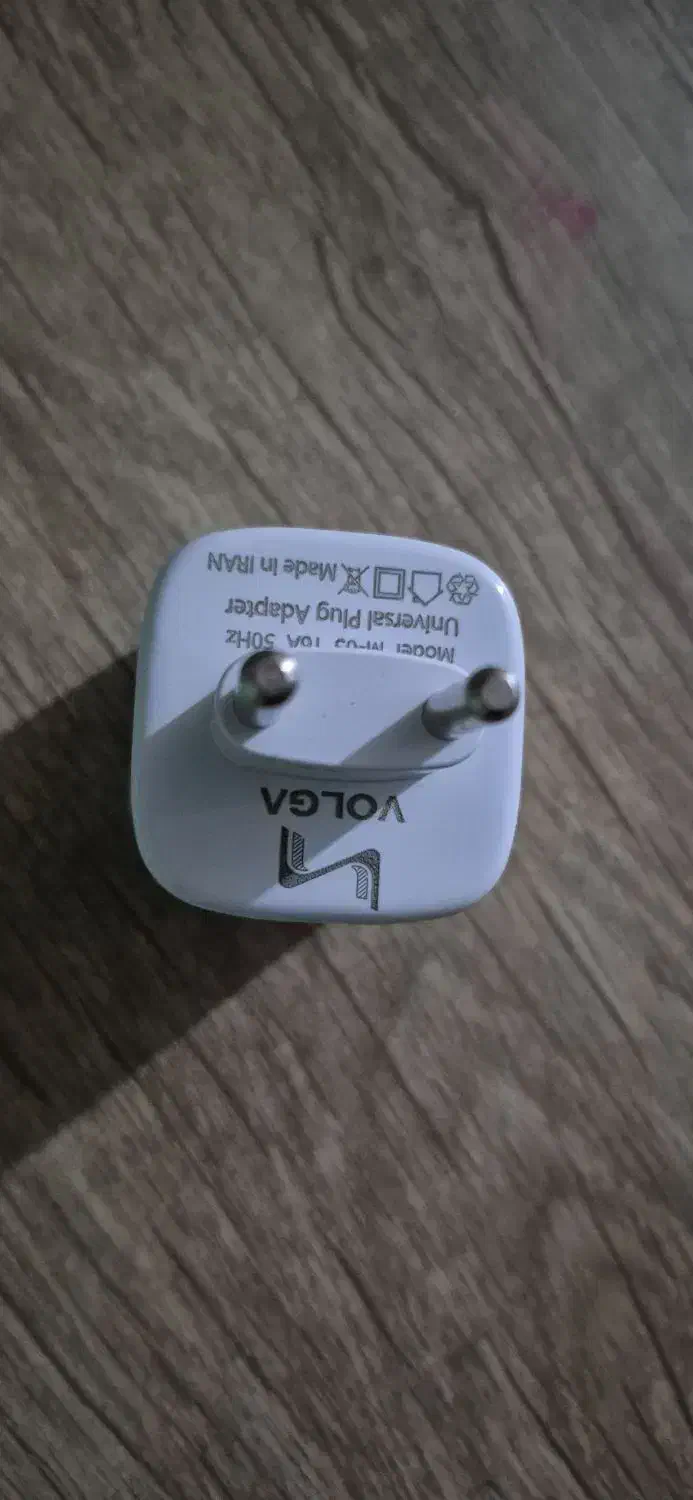 VOLGA
Model M-03 16A 50Hz
Universal Plug Adapter
Made In IRAN